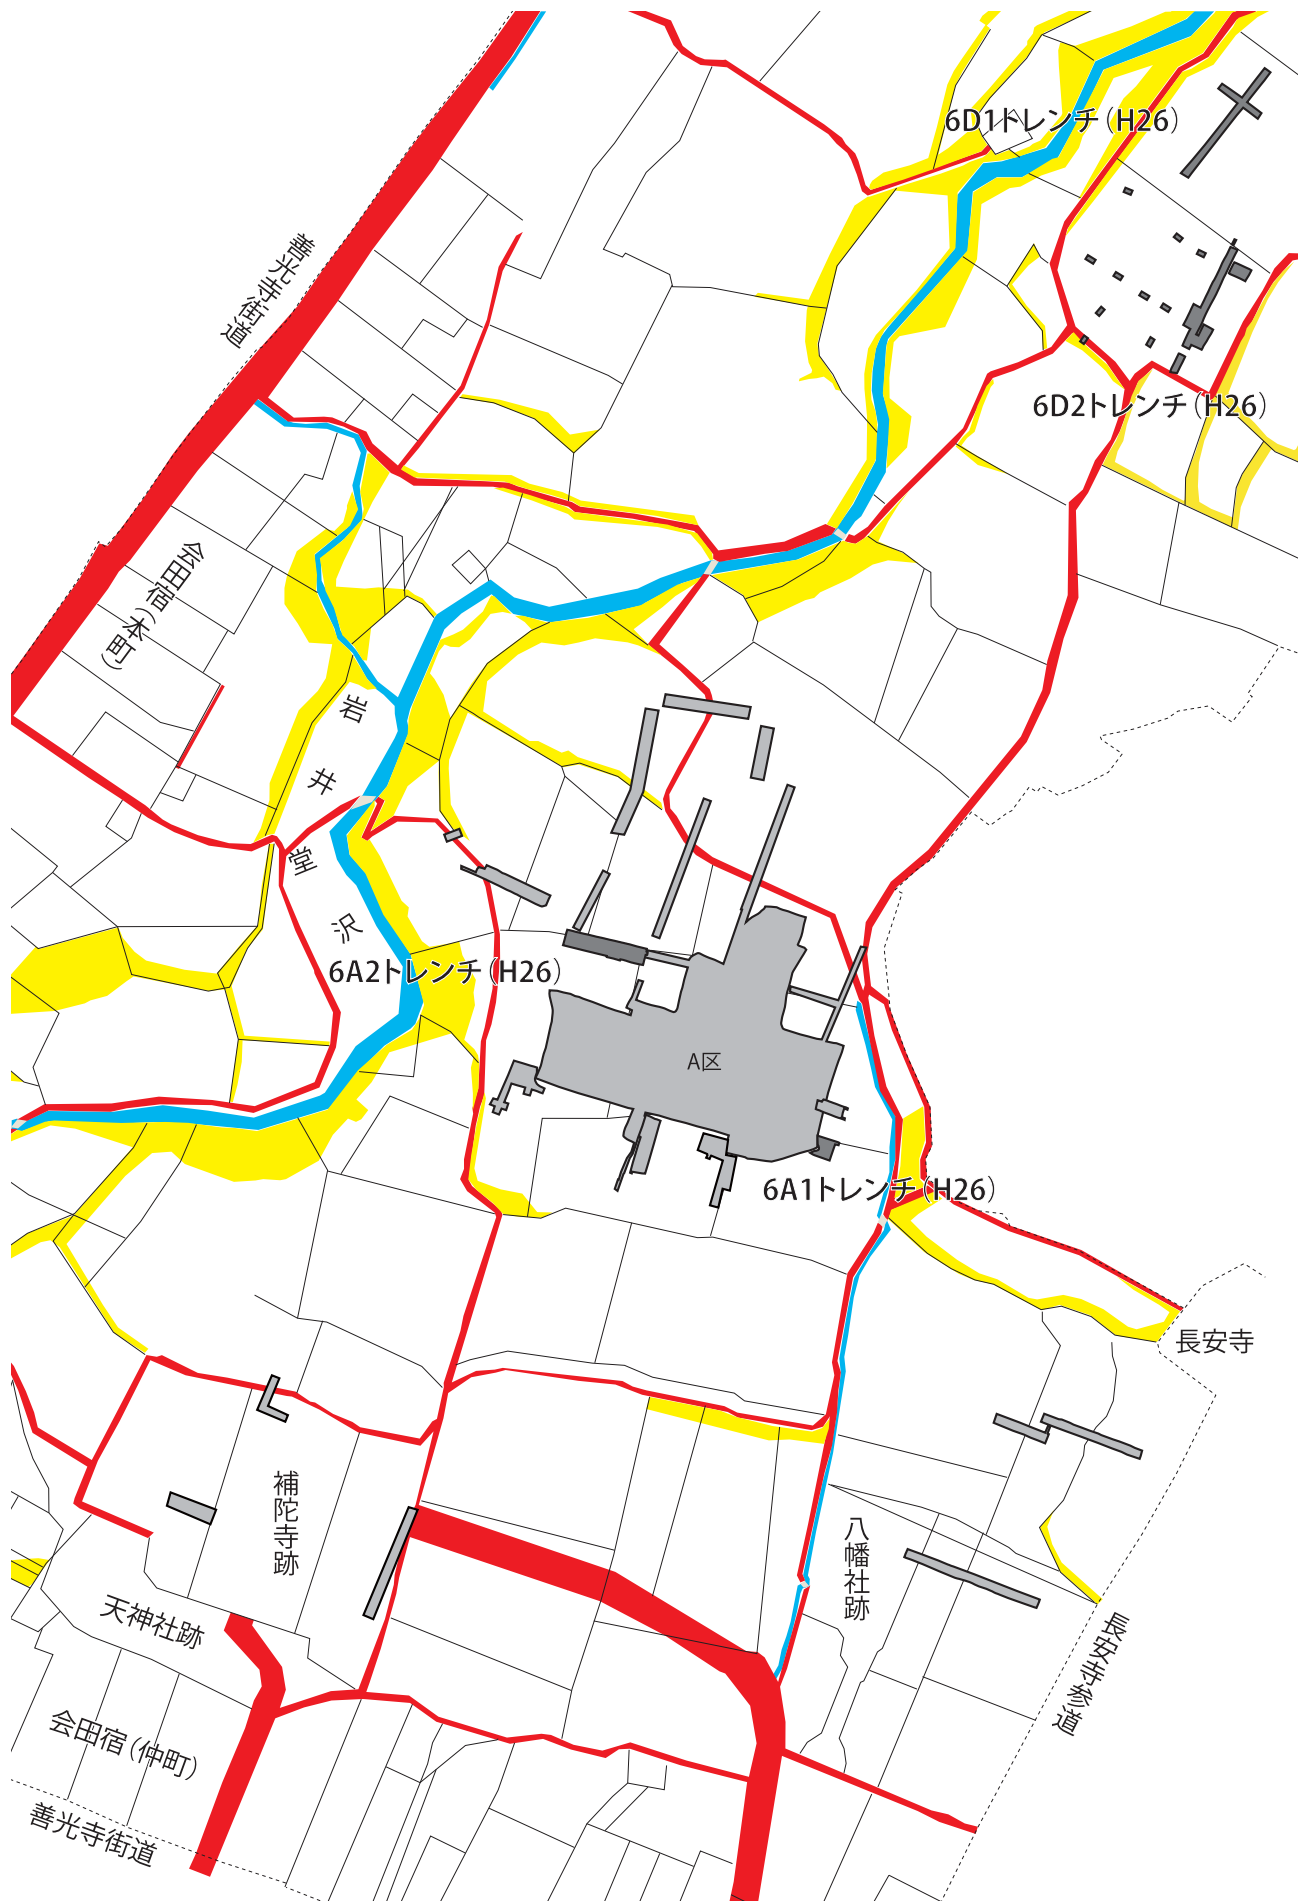 6D1トレンチ(H26)
善光寺街道
6D2トレンチ(H26)
会田宿(本町)
岩井堂沢
6A2トレンチ(H26)
A区
6A1トレンチ(H26)
長安寺
補陀寺跡
八幡社跡
天神社跡
長安寺参道
会田宿(仲町)
善光寺街道